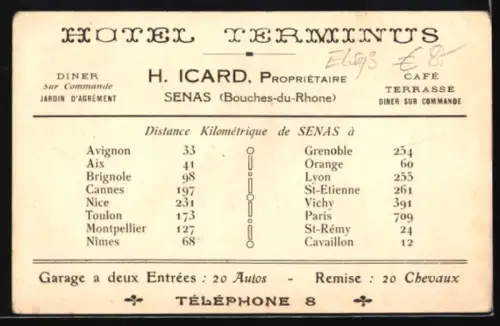 HOTEL TERMINUS
DINER
Sur Commande
JARDIN D'AGRÉMENT
H. ICARD, PROPRIÉTAIRE
SENAS (Bouches-du-Rhone)
CAFÉ
TERRASSE
DINER SUR COMMANDE
Distance Kilométrique de SENAS à
Avignon 33
Aix 41
Brignole 98
Cannes 197
Nice 231
Toulon 173
Montpellier 127
Nîmes 68
Grenoble 254
Orange 60
Lyon 255
St-Etienne 261
Vichy 391
Paris 709
St-Rémy 24
Cavaillon 12
Garage a deux Entrées : 20 Autos - Remise : 20 Chevaux
TÉLÉPHONE 8